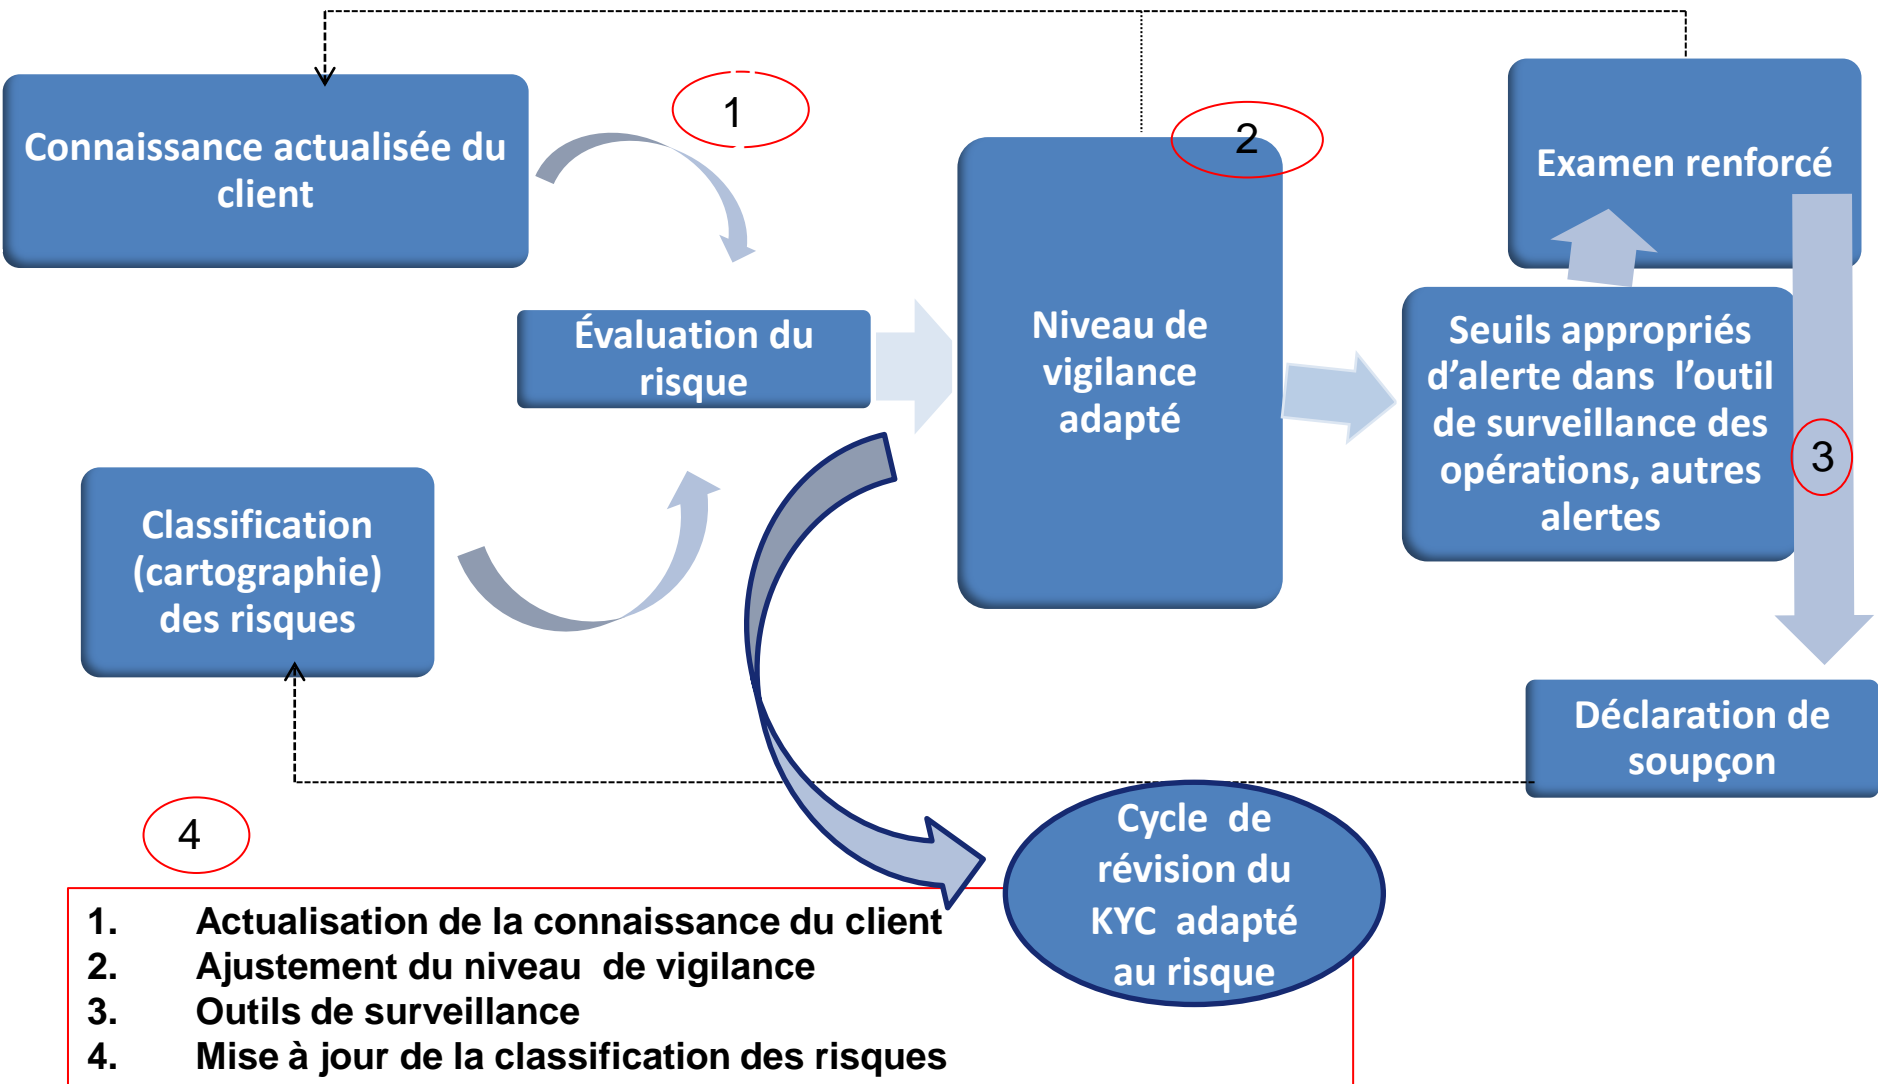 1
2
Connaissance actualisée du
client
Examen renforcé
Évaluation du
risque
Niveau de
vigilance
adapté
Seuils appropriés
d’alerte dans  l’outil
de surveillance des
opérations, autres
alertes
3
Classification
(cartographie)
des risques
Déclaration de
soupçon
4
Cycle  de
révision du
KYC  adapté
au risque
1. Actualisation de la connaissance du client
2. Ajustement du niveau  de vigilance
3. Outils de surveillance
4. Mise à jour de la classification des risques